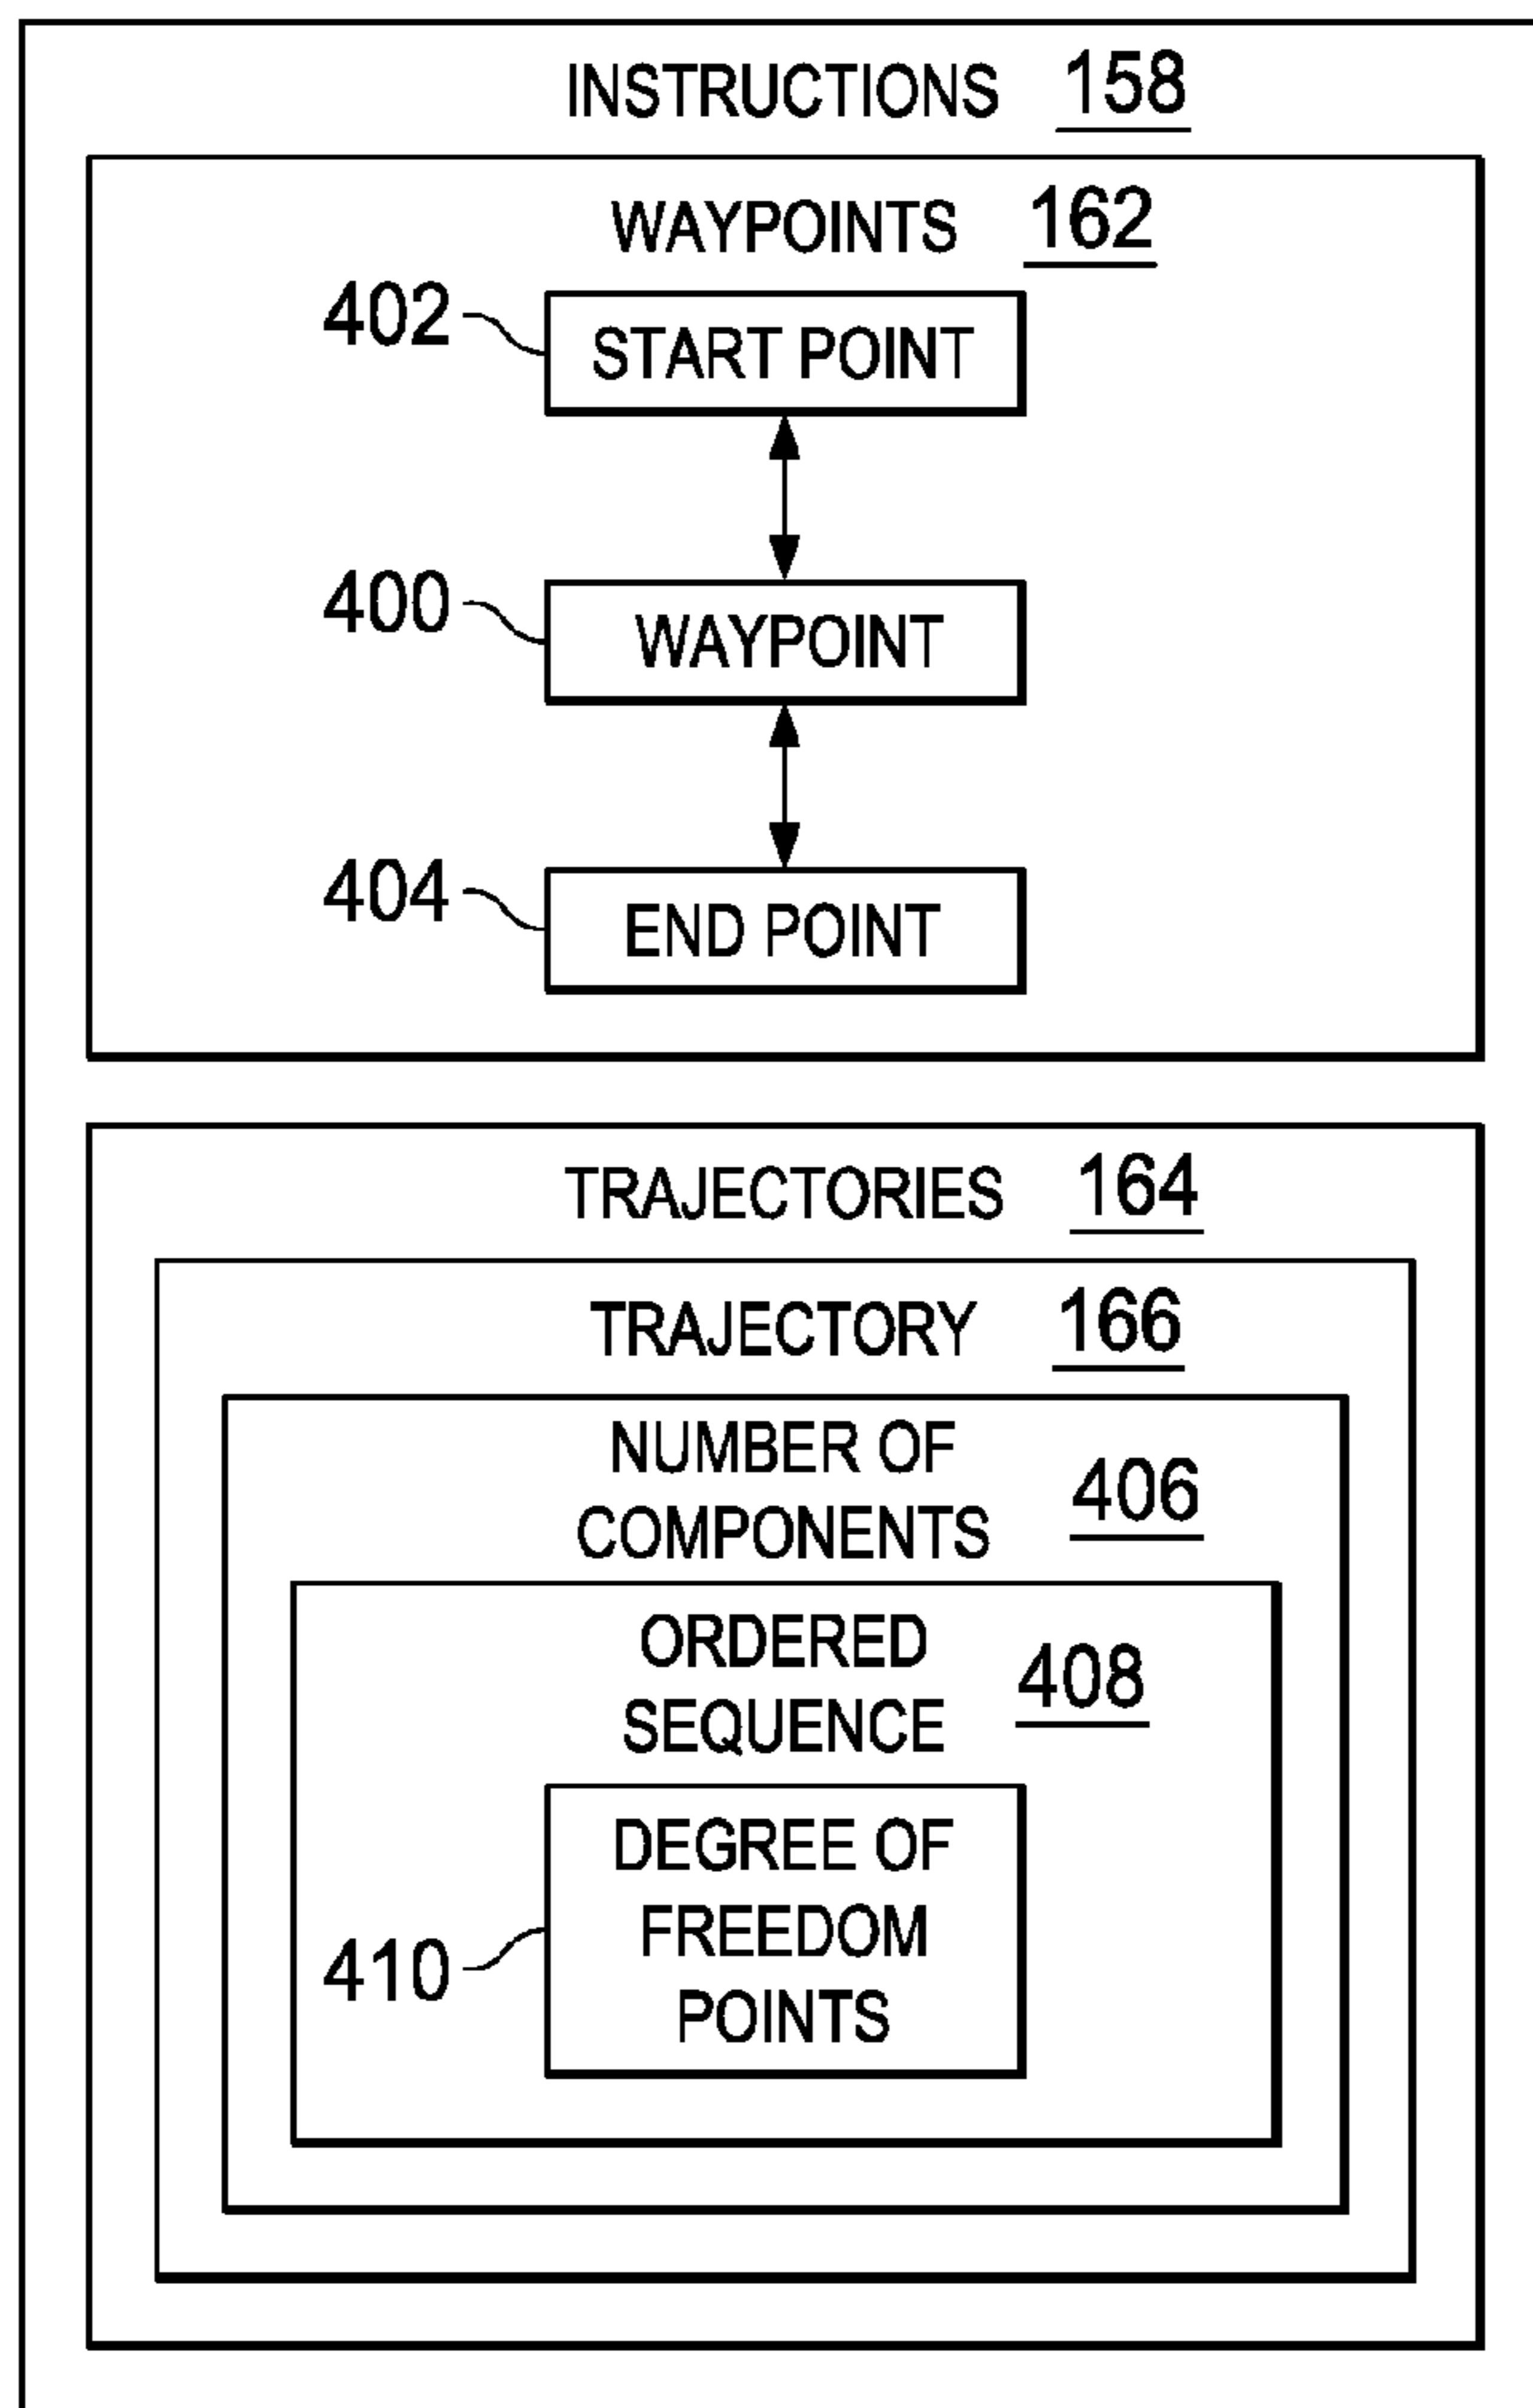 INSTRUCTIONS 158
WAYPOINTS 162
402 START POINT
400 WAYPOINT
404 END POINT
TRAJECTORIES 164
TRAJECTORY 166
NUMBER OF
COMPONENTS 406
ORDERED
SEQUENCE 408
DEGREE OF
FREEDOM
410
POINTS